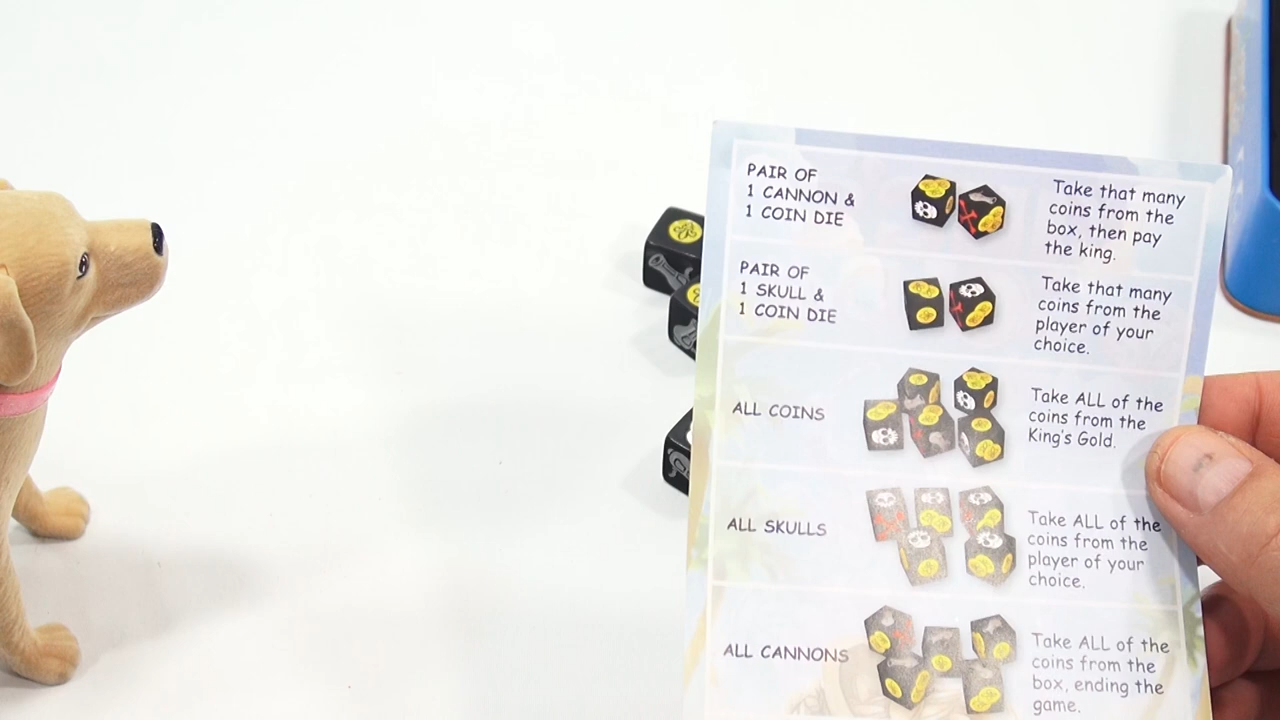 PAIR OF
1 CANNON &
1 COIN DIE
Take that many
coins from the
box, then pay
the king.
PAIR OF
1 SKULL &
1 COIN DIE
Take that many
coins from the
player of your
choice.
ALL COINS
Take ALL of the
coins from the
King's Gold.
ALL SKULLS
Take ALL of the
coins from the
player of your
choice.
ALL CANNONS
Take ALL of the
coins from the
box, ending the
game.